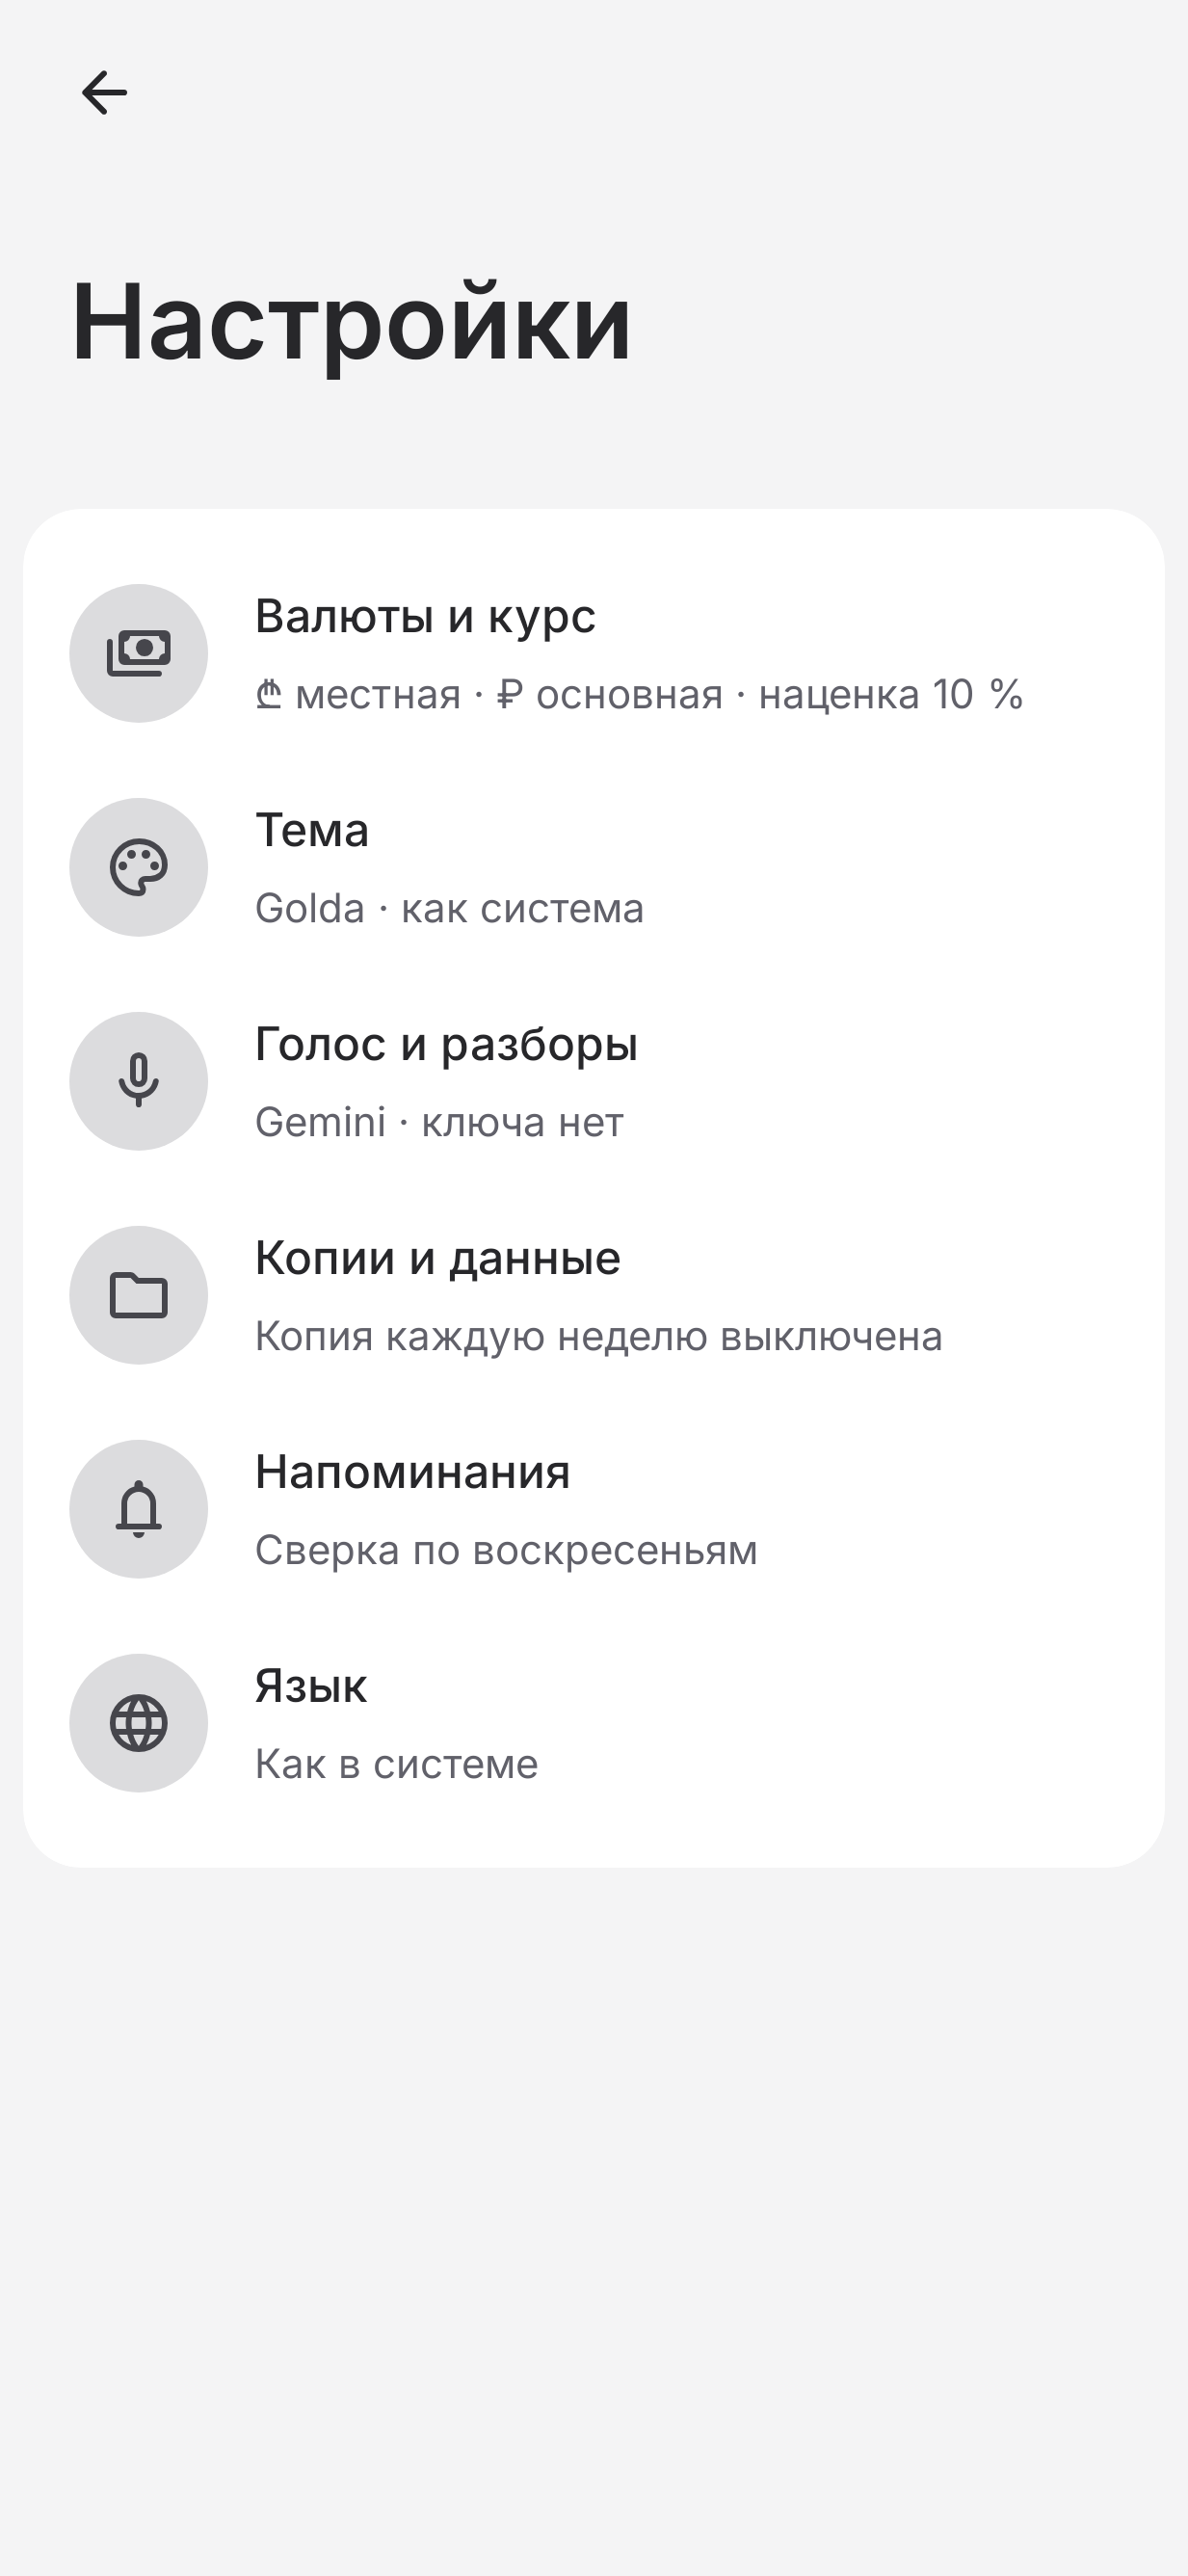 Настройки
Валюты и курс
₾ местная · ₽ основная · наценка 10 %
Тема
Golda · как система
Голос и разборы
Gemini · ключа нет
Копии и данные
Копия каждую неделю выключена
Напоминания
Сверка по воскресеньям
Язык
Как в системе